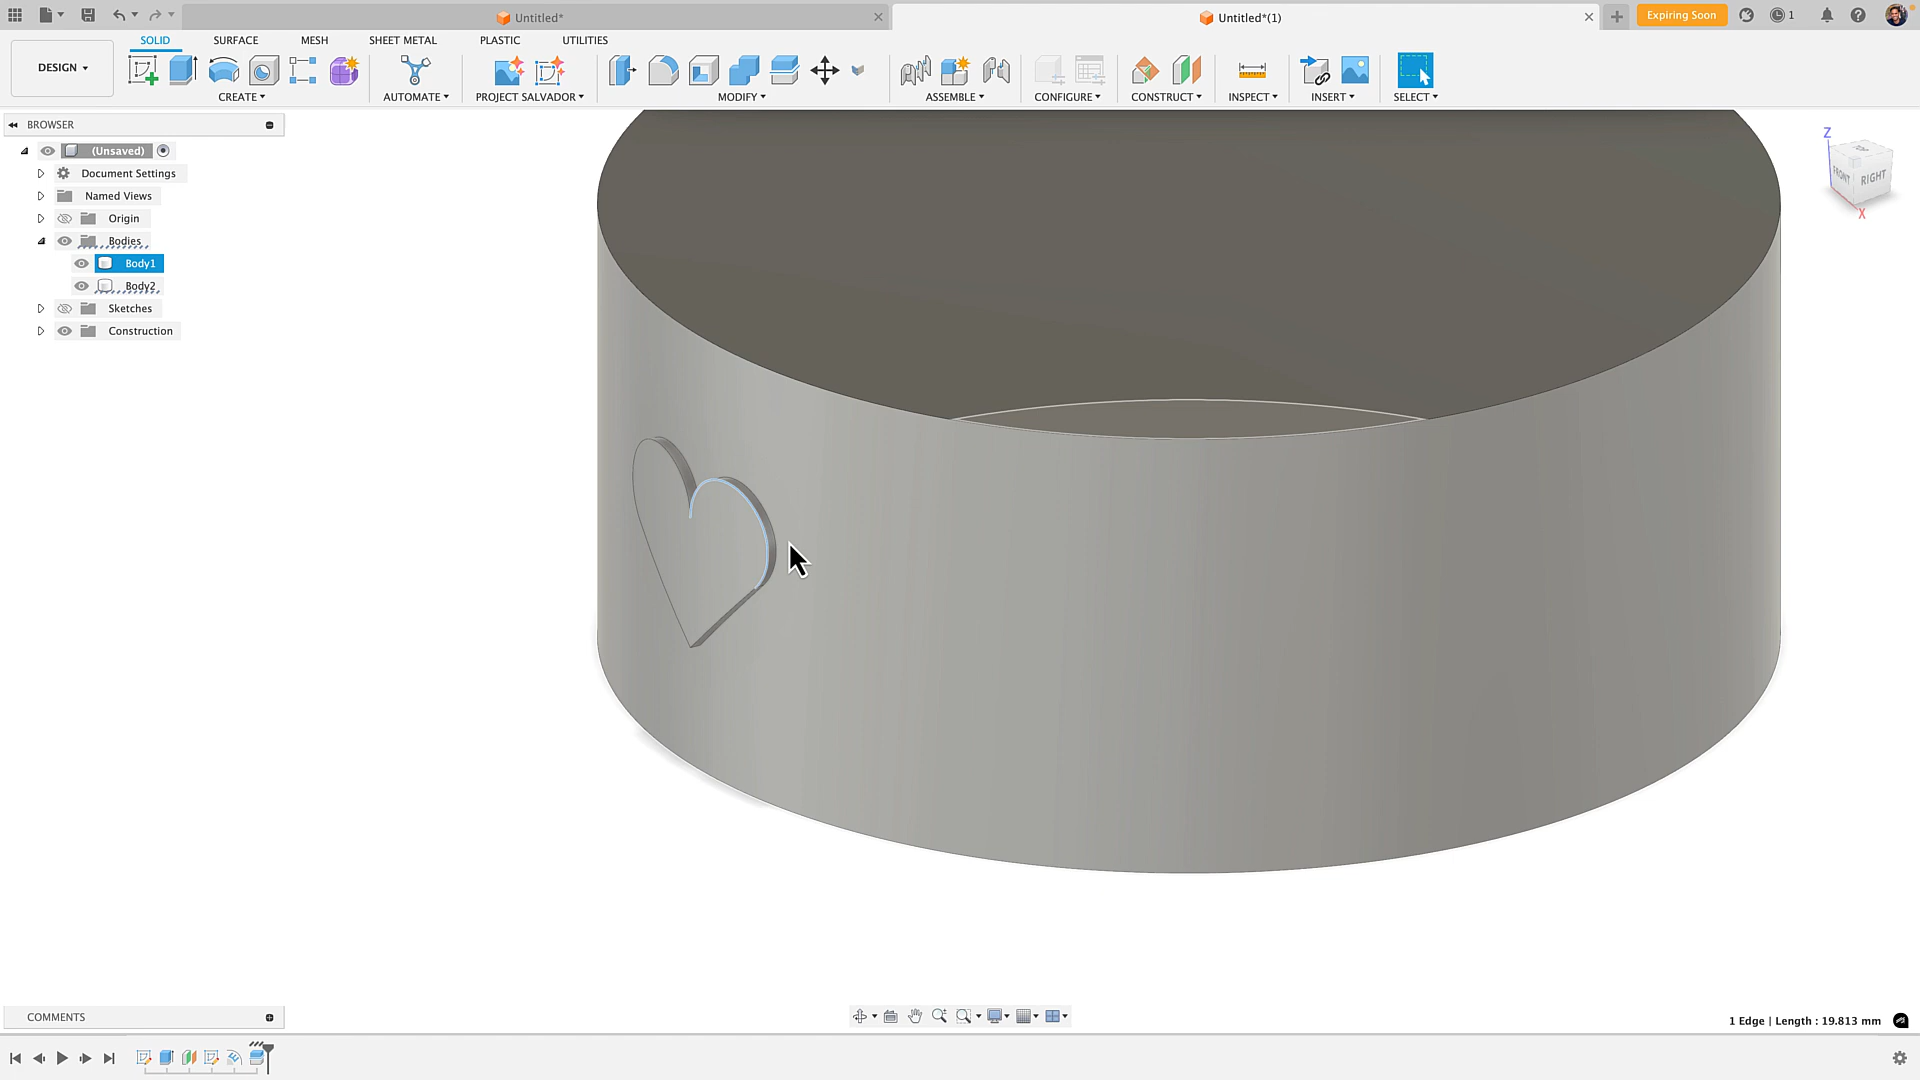 Untitled*
Untitled*(1)
Expiring Soon
1
DESIGN
SOLID
SURFACE
MESH
SHEET METAL
PLASTIC
UTILITIES
CREATE
AUTOMATE
PROJECT SALVADOR
MODIFY
ASSEMBLE
CONFIGURE
CONSTRUCT
INSPECT
INSERT
SELECT
BROWSER
(Unsaved)
Document Settings
Named Views
Origin
Bodies
Body1
Body2
Sketches
Construction
Z
TOP
FRONT
RIGHT
X
COMMENTS
1 Edge | Length : 19.813 mm